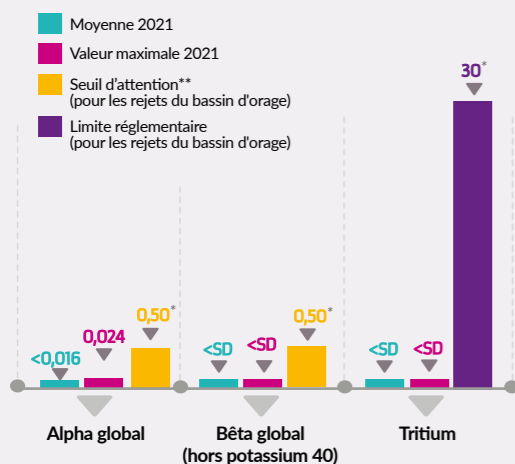 Moyenne 2021
Valeur maximale 2021
Seuil d'attention**
(pour les rejets du bassin d'orage)
Limite réglementaire
(pour les rejets du bassin d'orage)
<0,016
0,024
0,50*
<SD
<SD
0,50*
<SD
<SD
30*
Alpha global
Bêta global
(hors potassium 40)
Tritium